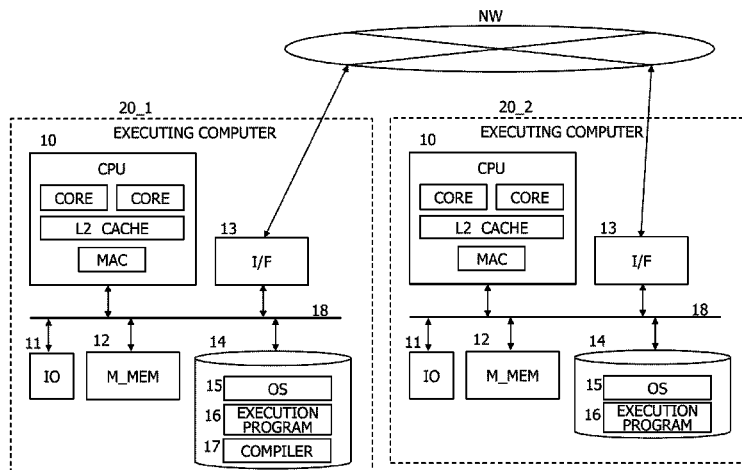 NW
20_1
EXECUTING COMPUTER
10
CPU
CORE CORE
L2 CACHE
MAC
13
I/F
18
11
IO
12
M_MEM
14
15 OS
16 EXECUTION
PROGRAM
17 COMPILER
20_2
EXECUTING COMPUTER
10
CPU
CORE CORE
L2 CACHE
MAC
13
I/F
18
11
IO
12
M_MEM
14
15 OS
16 EXECUTION
PROGRAM